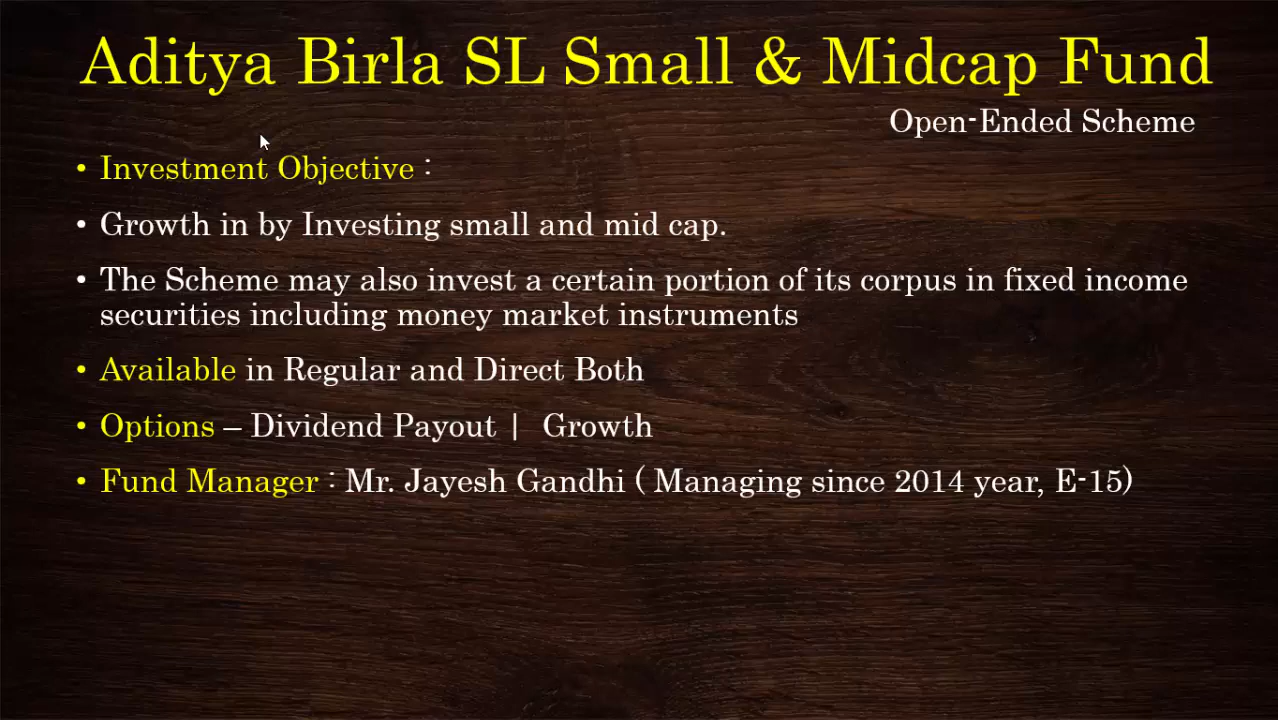 Aditya Birla SL Small & Midcap Fund
Open-Ended Scheme
• Investment Objective :
• Growth in by Investing small and mid cap.
• The Scheme may also invest a certain portion of its corpus in fixed income
securities including money market instruments
• Available in Regular and Direct Both
• Options – Dividend Payout | Growth
• Fund Manager : Mr. Jayesh Gandhi ( Managing since 2014 year, E-15)